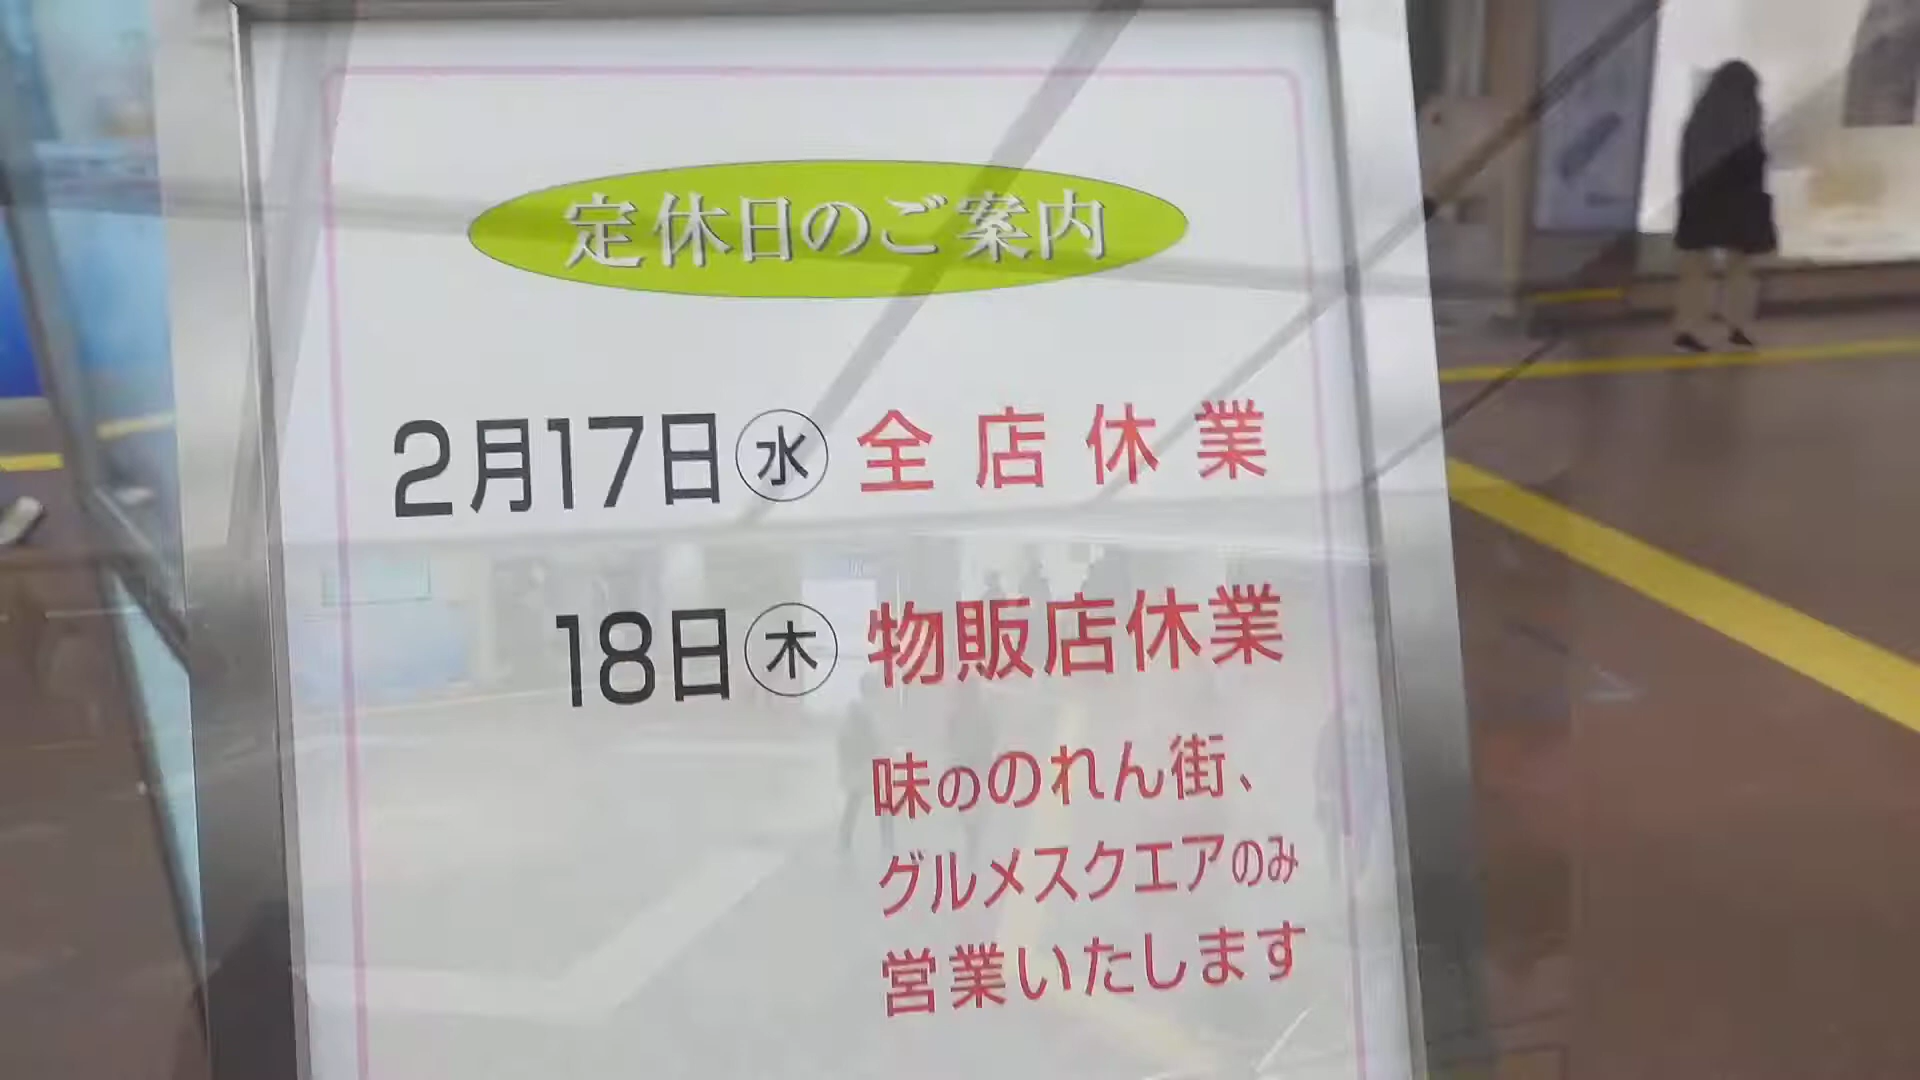 定休日のご案内
2月17日㊌ 全店休業
18日㊍ 物販店休業
味ののれん街、
グルメスクエアのみ
営業いたします